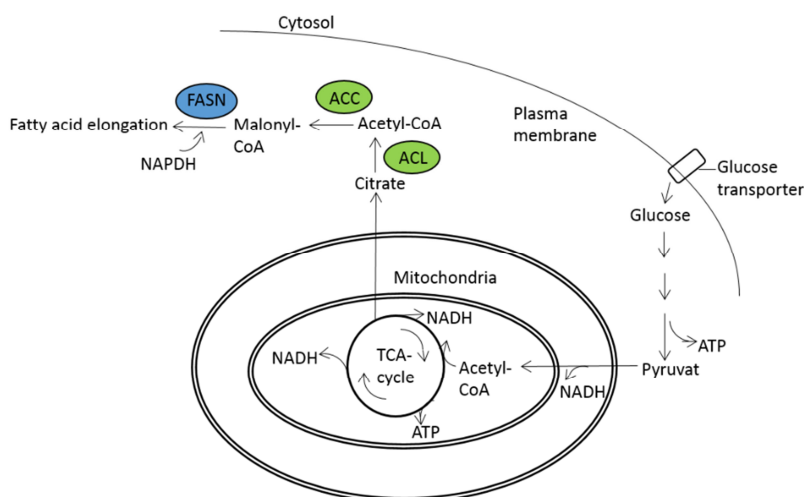 Cytosol
FASN
ACC
Fatty acid elongation
Malonyl-
CoA
Acetyl-CoA
Plasma
membrane
NAPDH
ACL
Citrate
Glucose
transporter
Glucose
Mitochondria
NADH
NADH
TCA-
cycle
Acetyl-
CoA
ATP
Pyruvat
NADH
ATP